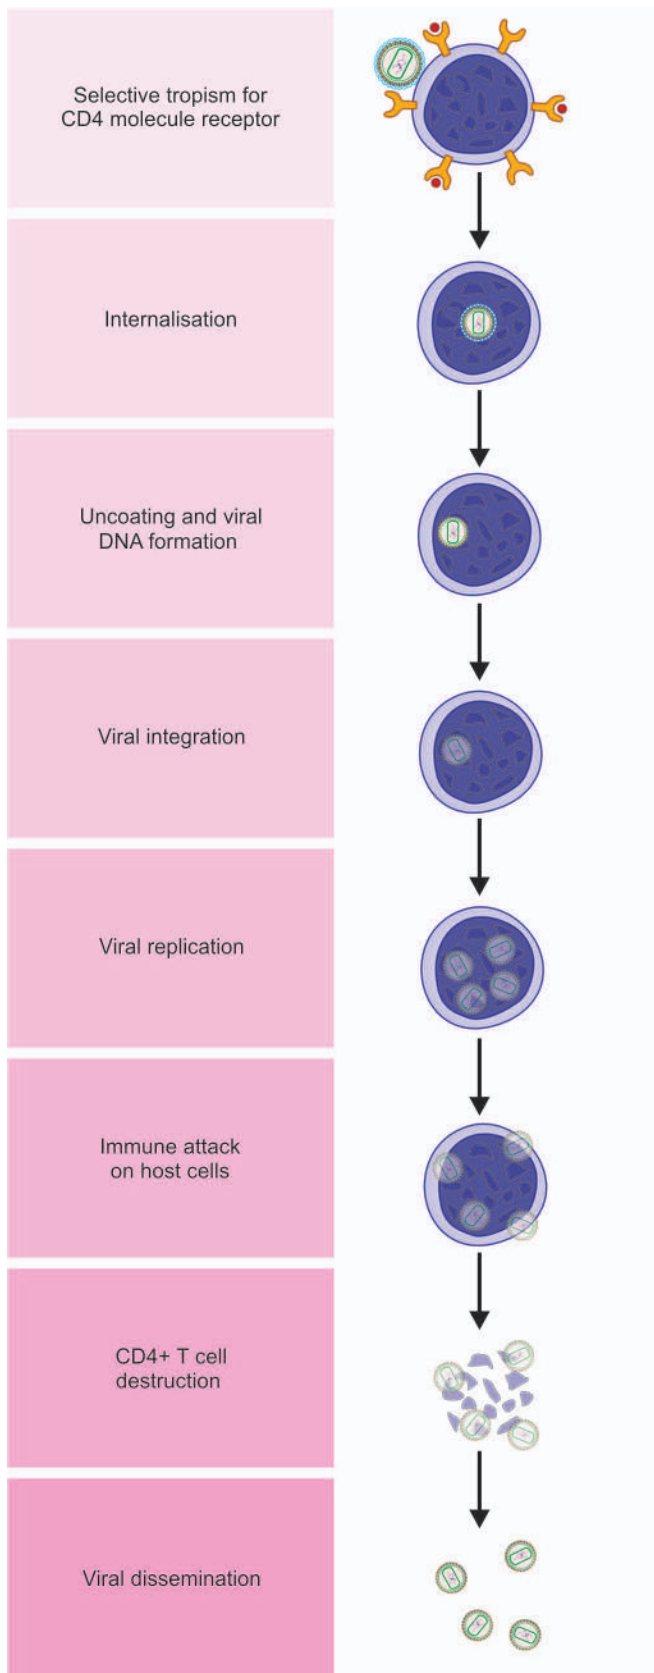 Selective tropism for
CD4 molecule receptor
Internalisation
Uncoating and viral
DNA formation
Viral integration
Viral replication
Immune attack
on host cells
CD4+ T cell
destruction
Viral dissemination